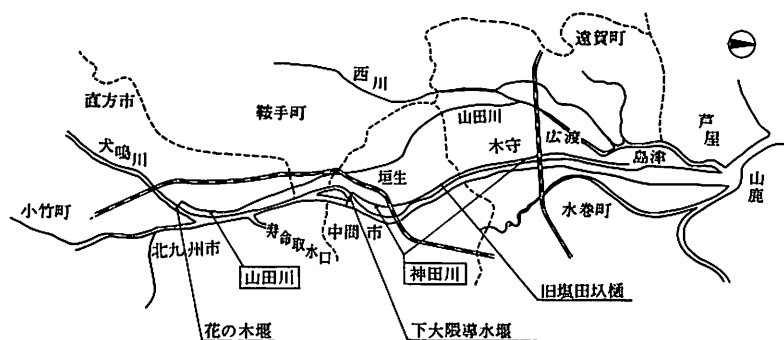 遠賀町
西川
直方市
鞍手町
芦屋
山田川
広渡
木守
島津
犬鳴川
垣生
山鹿
小竹町
水巻町
寿命取水口
中間市
北九州市
山田川
神田川
旧塩田圦樋
花の木堰
下大隈導水堰